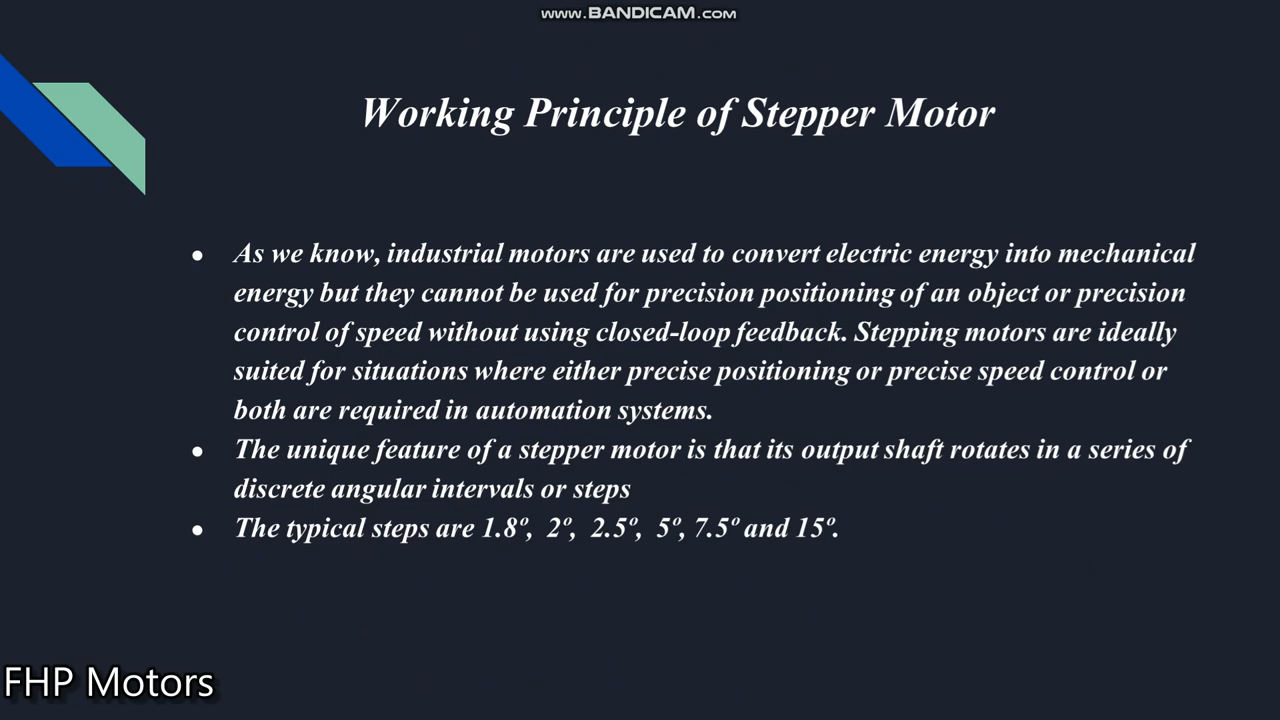 www.BANDICAM.com
Working Principle of Stepper Motor
● As we know, industrial motors are used to convert electric energy into mechanical
energy but they cannot be used for precision positioning of an object or precision
control of speed without using closed-loop feedback. Stepping motors are ideally
suited for situations where either precise positioning or precise speed control or
both are required in automation systems.
● The unique feature of a stepper motor is that its output shaft rotates in a series of
discrete angular intervals or steps
● The typical steps are 1.8º, 2º, 2.5º, 5º, 7.5º and 15º.
FHP Motors